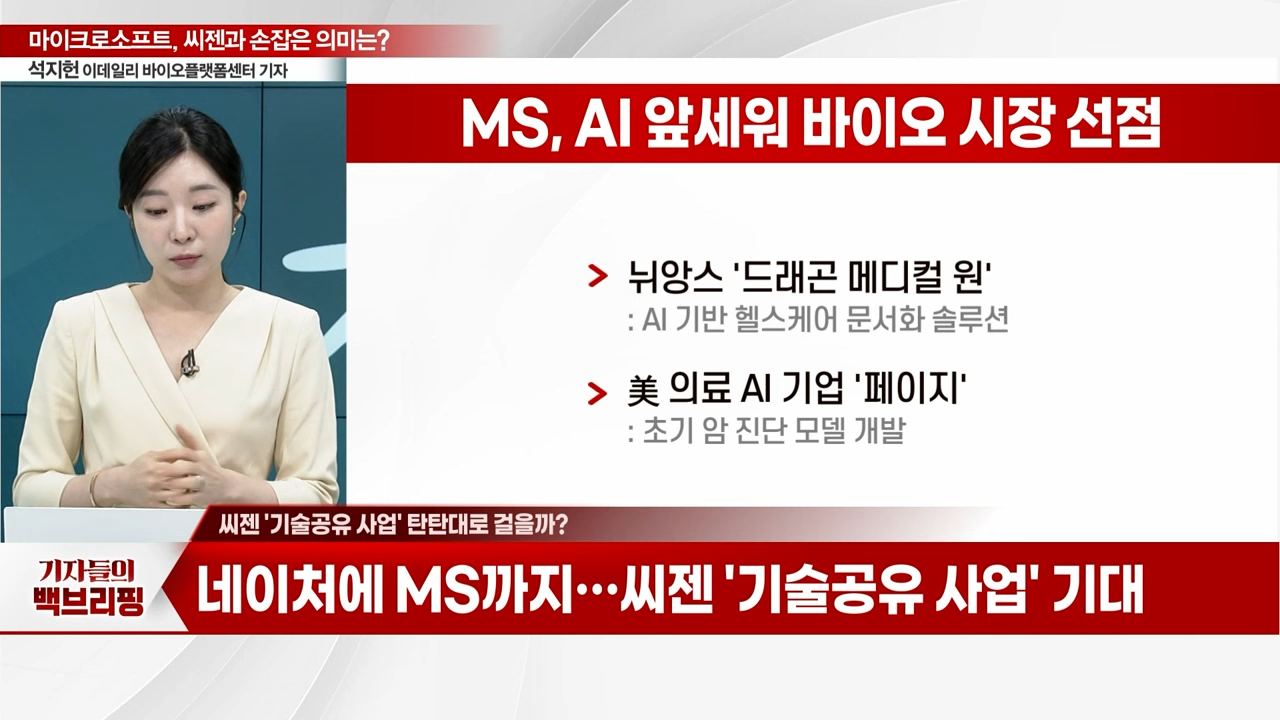 마이크로소프트, 씨젠과 손잡은 의미는?
석지헌 이데일리 바이오플랫폼센터 기자
MS, AI 앞세워 바이오 시장 선점
> 뉘앙스 '드래곤 메디컬 원'
: AI 기반 헬스케어 문서화 솔루션
> 美 의료 AI 기업 '페이지'
: 초기 암 진단 모델 개발
씨젠 '기술공유 사업' 탄탄대로 걸을까?
기자들의
백브리핑
네이처에 MS까지…씨젠 '기술공유 사업' 기대